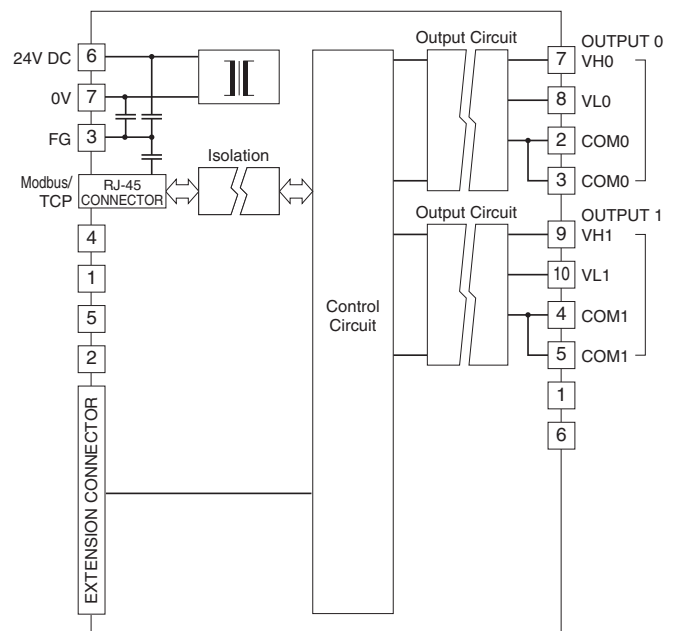 24V DC 6
0V 7
FG 3
Modbus/
TCP
RJ-45
CONNECTOR
Isolation
4
1
5
2
EXTENSION CONNECTOR
Control
Circuit
Output Circuit
OUTPUT 0
7 VH0
8 VL0
2 COM0
3 COM0
Output Circuit
OUTPUT 1
9 VH1
10 VL1
4 COM1
5 COM1
1
6